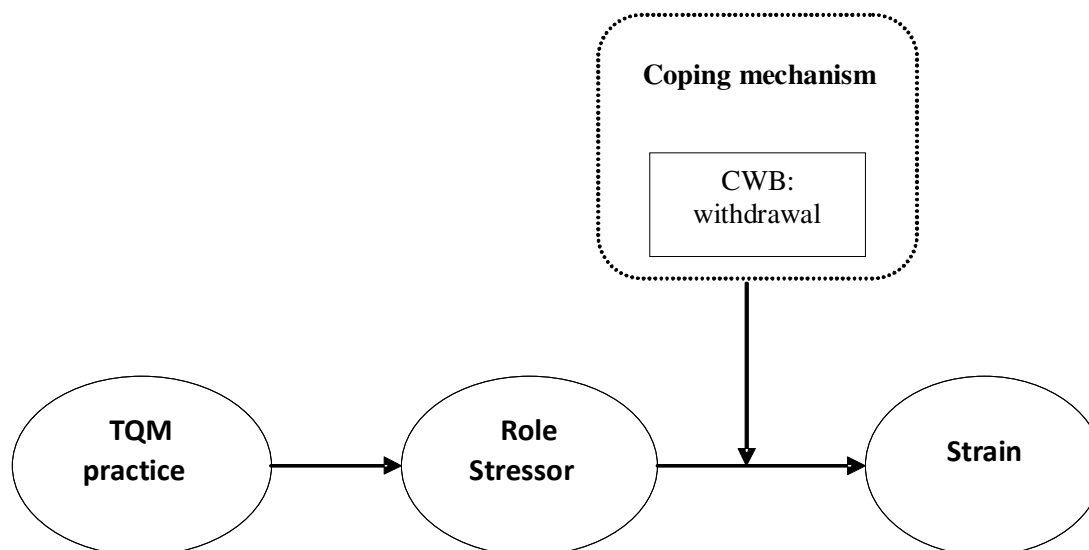 Coping mechanism
CWB:
withdrawal
TQM
practice
Role
Stressor
Strain